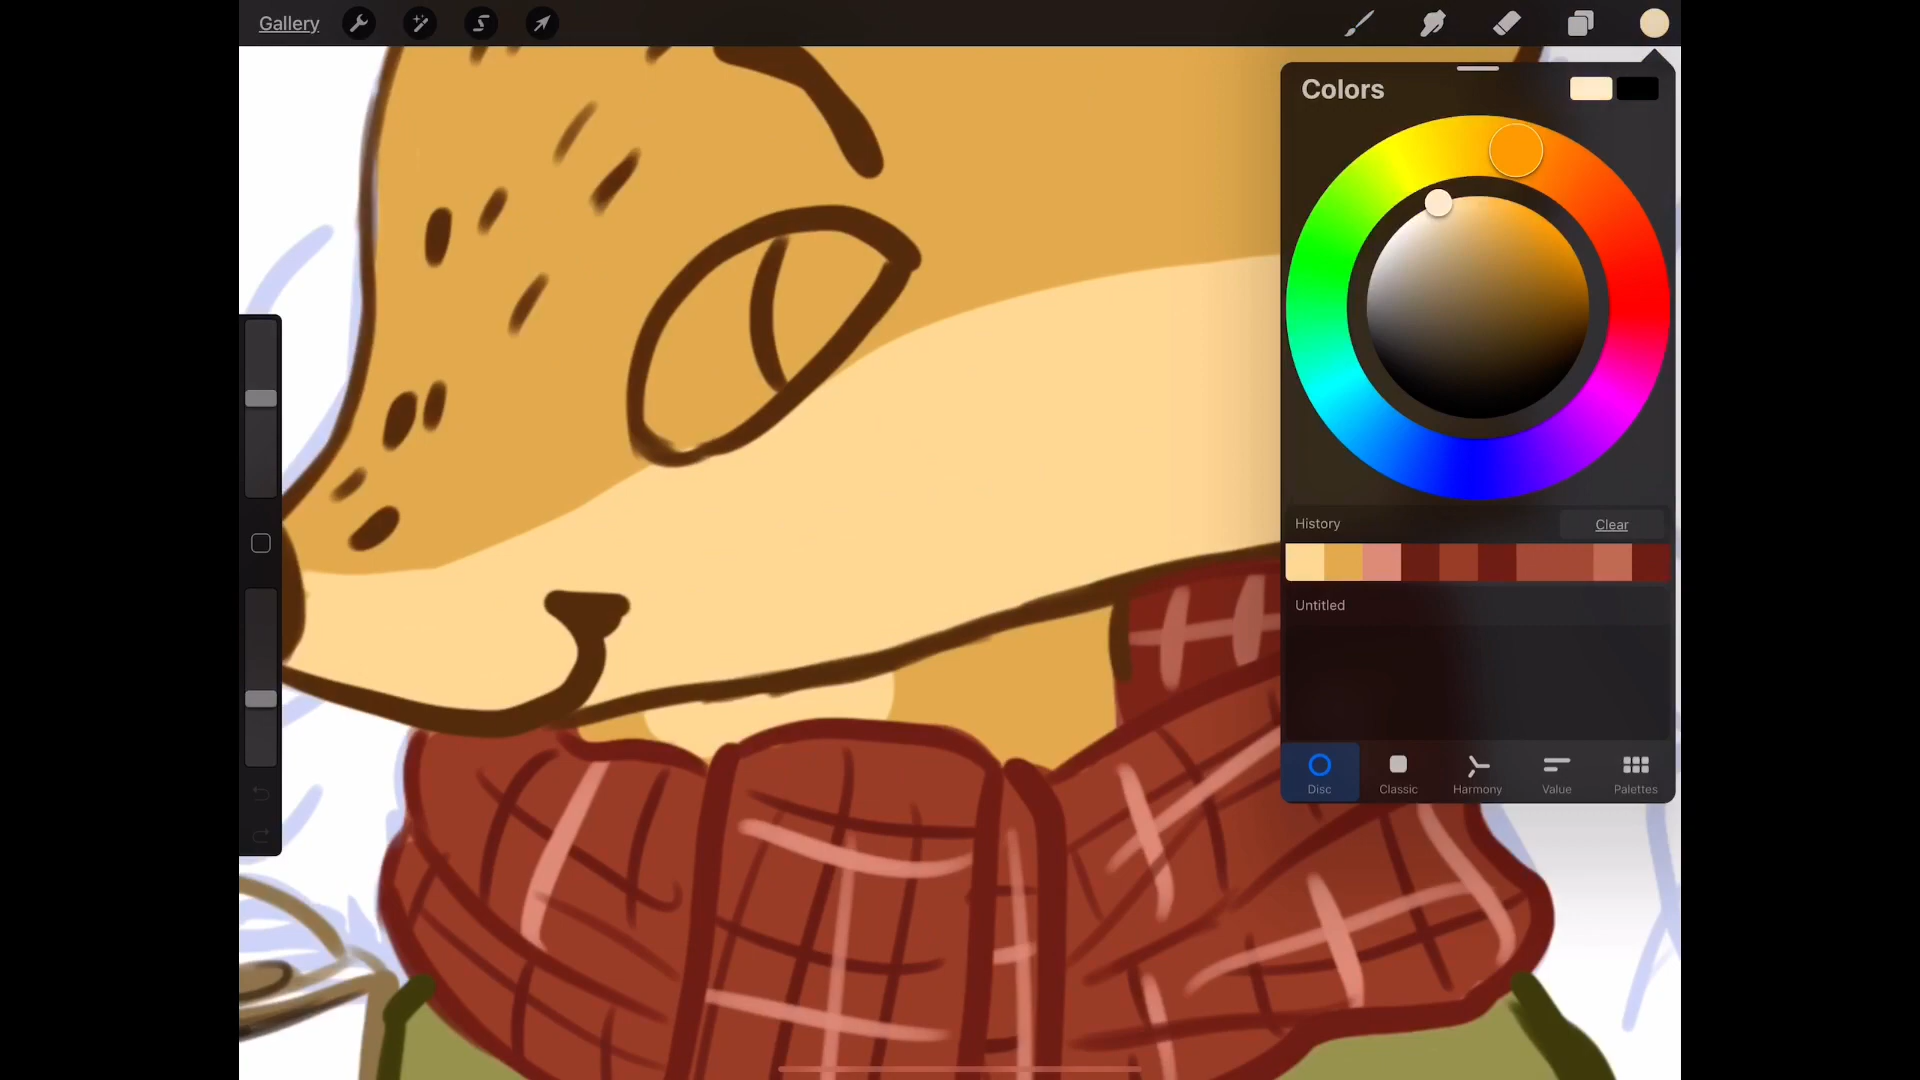 Gallery
Colors
History
Clear
Untitled
Disc
Classic
Harmony
Value
Palettes